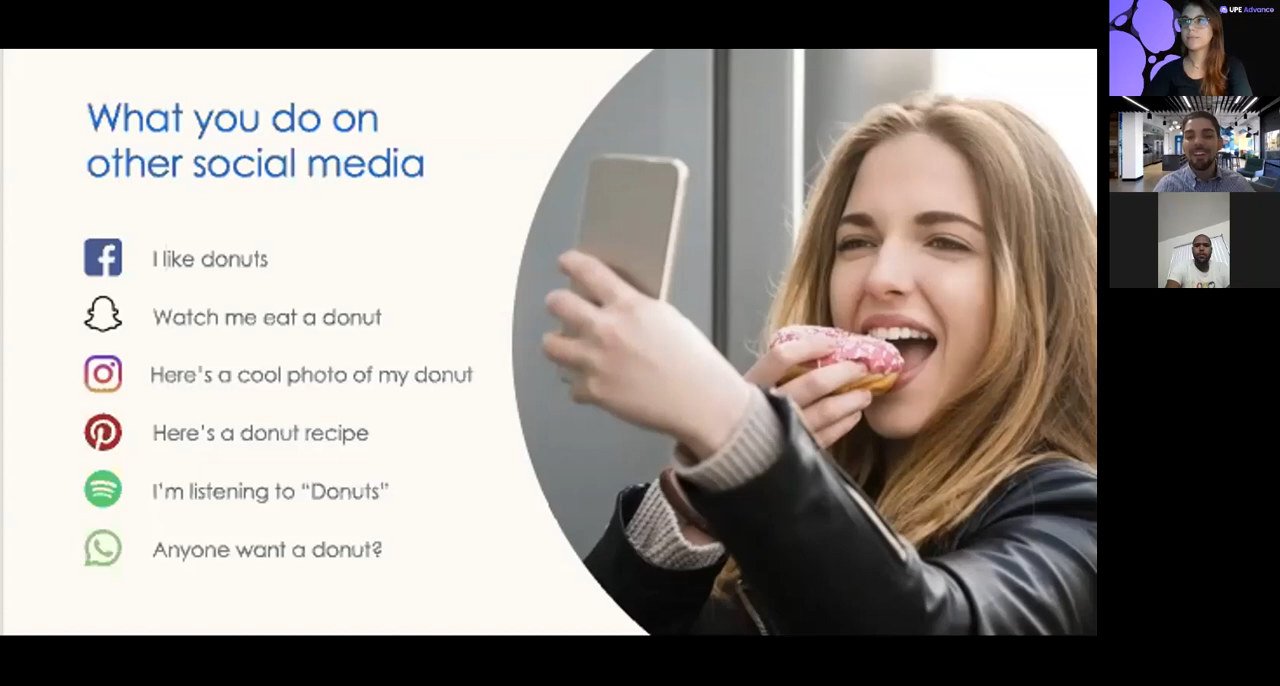 What you do on
other social media
I like donuts
Watch me eat a donut
Here's a cool photo of my donut
Here's a donut recipe
I'm listening to “Donuts”
Anyone want a donut?
UPE Advance